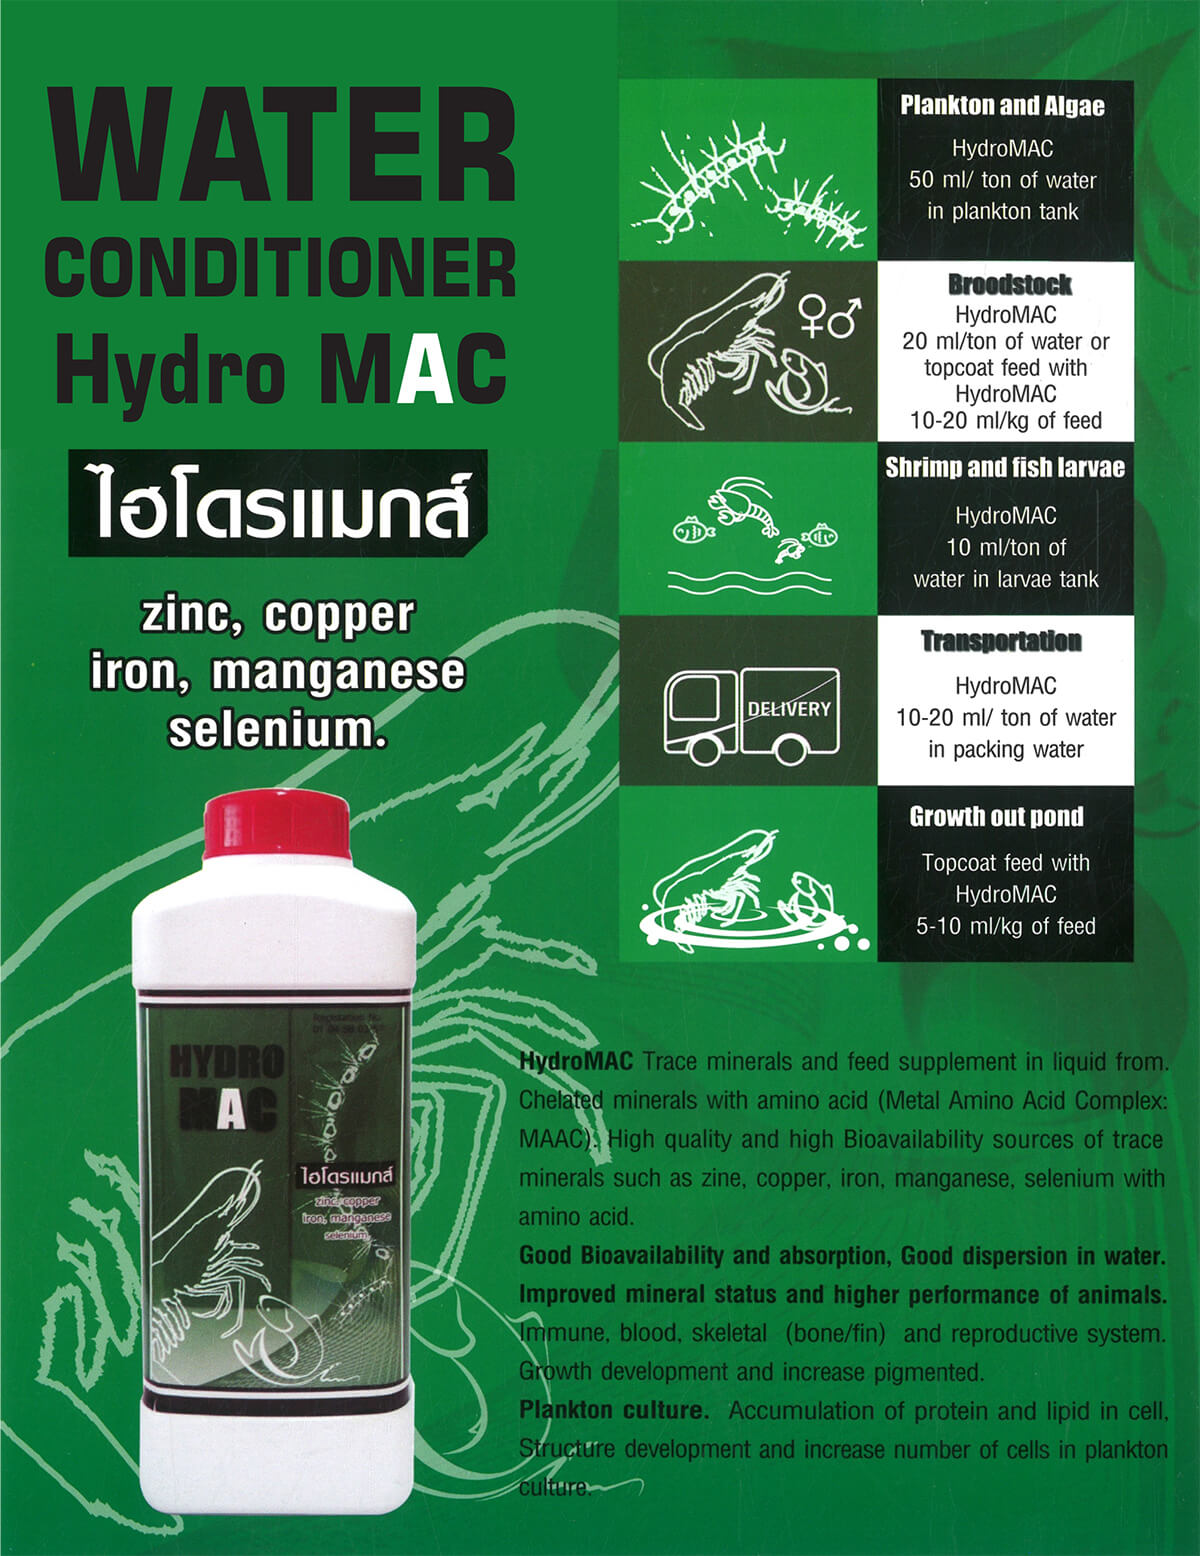 WATER
CONDITIONER
Hydro MAC
ไฮโดรแมกส์
zinc, copper
iron, manganese
selenium.
Plankton and Algae
HydroMAC
50 ml/ ton of water
in plankton tank
Broodstock
HydroMAC
20 ml/ton of water or
topcoat feed with
HydroMAC
10-20 ml/kg of feed
Shrimp and fish larvae
HydroMAC
10 ml/ton of
water in larvae tank
Transportation
DELIVERY
HydroMAC
10-20 ml/ ton of water
in packing water
Growth out pond
Topcoat feed with
HydroMAC
5-10 ml/kg of feed
Registration No.
HYDRO
MAC
ไฮโดรแมกส์
zinc, copper
iron, manganese
selenium.
HydroMAC Trace minerals and feed supplement in liquid from.
Chelated minerals with amino acid (Metal Amino Acid Complex:
MAAC). High quality and high Bioavailability sources of trace
minerals such as zine, copper, iron, manganese, selenium with
amino acid.
Good Bioavailability and absorption, Good dispersion in water.
Improved mineral status and higher performance of animals.
Immune, blood, skeletal (bone/fin) and reproductive system.
Growth development and increase pigmented.
Plankton culture. Accumulation of protein and lipid in cell,
Structure development and increase number of cells in plankton
culture.